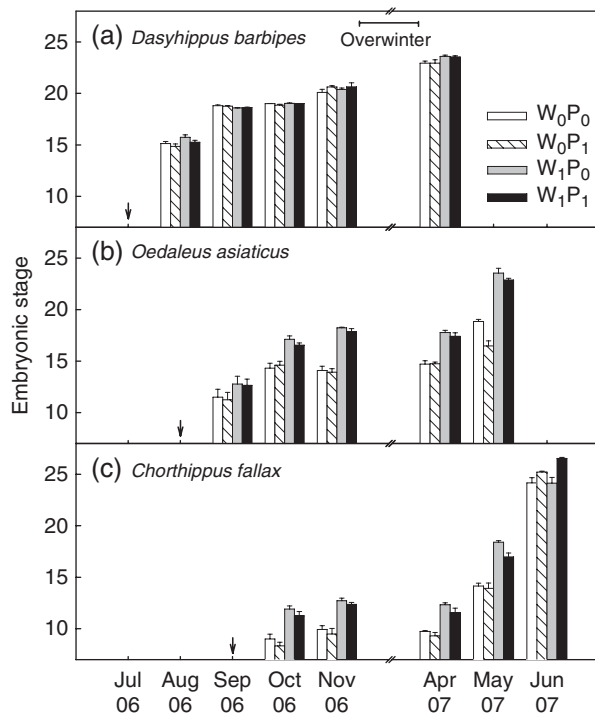 (a) Dasyhippus barbipes
Overwinter
25
20
15
10
W₀P₀
W₀P₁
W₁P₀
W₁P₁
(b) Oedaleus asiaticus
25
20
15
10
Embryonic stage
(c) Chorthippus fallax
25
20
15
10
Jul Aug Sep Oct Nov Apr May Jun
06 06 06 06 06 07 07 07